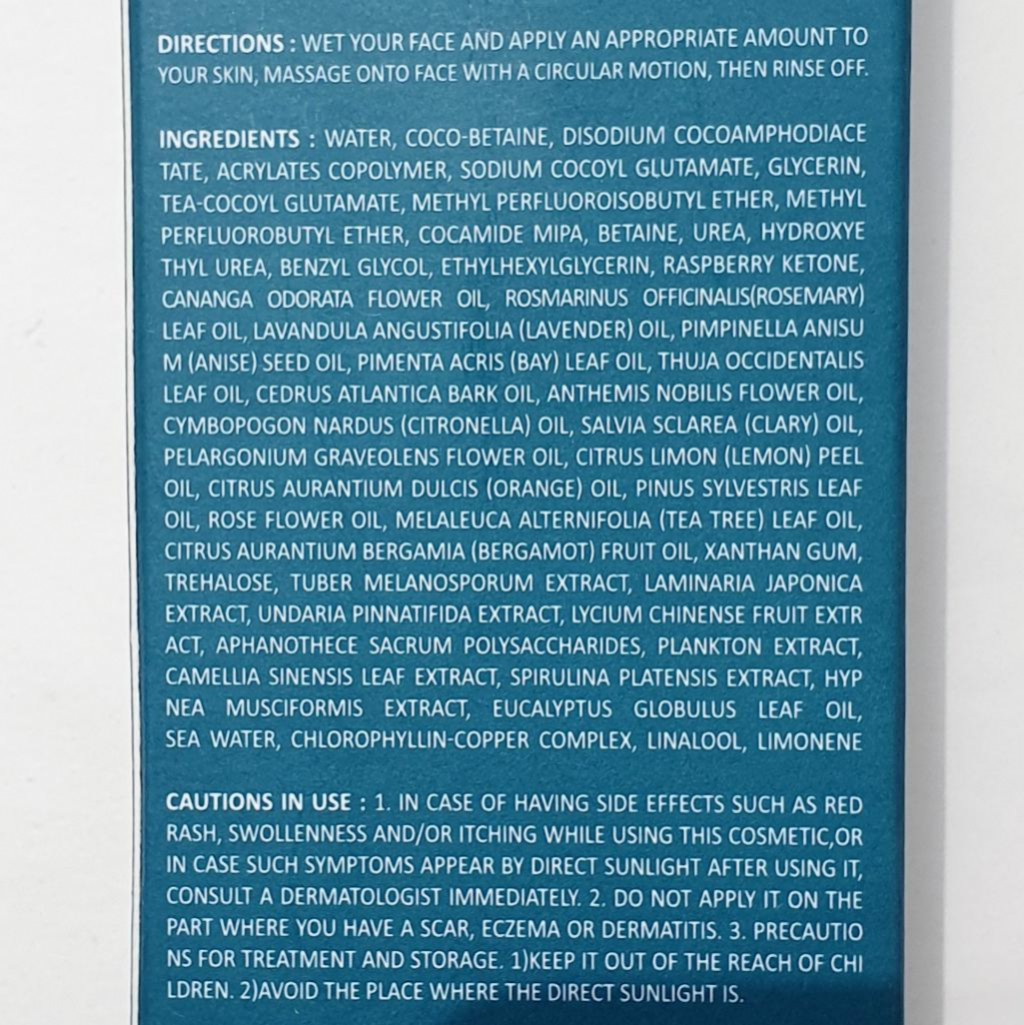 DIRECTIONS : WET YOUR FACE AND APPLY AN APPROPRIATE AMOUNT TO
YOUR SKIN, MASSAGE ONTO FACE WITH A CIRCULAR MOTION, THEN RINSE OFF.
INGREDIENTS : WATER, COCO-BETAINE, DISODIUM COCOAMPHODIACE
TATE, ACRYLATES COPOLYMER, SODIUM COCOYL GLUTAMATE, GLYCERIN,
TEA-COCOYL GLUTAMATE, METHYL PERFLUOROISOBUTYL ETHER, METHYL
PERFLUOROBUTYL ETHER, COCAMIDE MIPA, BETAINE, UREA, HYDROXYE
THYL UREA, BENZYL GLYCOL, ETHYLHEXYLGLYCERIN, RASPBERRY KETONE,
CANANGA ODORATA FLOWER OIL, ROSMARINUS OFFICINALIS(ROSEMARY)
LEAF OIL, LAVANDULA ANGUSTIFOLIA (LAVENDER) OIL, PIMPINELLA ANISU
M (ANISE) SEED OIL, PIMENTA ACRIS (BAY) LEAF OIL, THUJA OCCIDENTALIS
LEAF OIL, CEDRUS ATLANTICA BARK OIL, ANTHEMIS NOBILIS FLOWER OIL,
CYMBOPOGON NARDUS (CITRONELLA) OIL, SALVIA SCLAREA (CLARY) OIL,
PELARGONIUM GRAVEOLENS FLOWER OIL, CITRUS LIMON (LEMON) PEEL
OIL, CITRUS AURANTIUM DULCIS (ORANGE) OIL, PINUS SYLVESTRIS LEAF
OIL, ROSE FLOWER OIL, MELALEUCA ALTERNIFOLIA (TEA TREE) LEAF OIL,
CITRUS AURANTIUM BERGAMIA (BERGAMOT) FRUIT OIL, XANTHAN GUM,
TREHALOSE, TUBER MELANOSPORUM EXTRACT, LAMINARIA JAPONICA
EXTRACT, UNDARIA PINNATIFIDA EXTRACT, LYCIUM CHINENSE FRUIT EXTR
ACT, APHANOTHECE SACRUM POLYSACCHARIDES, PLANKTON EXTRACT,
CAMELLIA SINENSIS LEAF EXTRACT, SPIRULINA PLATENSIS EXTRACT, HYP
NEA MUSCIFORMIS EXTRACT, EUCALYPTUS GLOBULUS LEAF OIL,
SEA WATER, CHLOROPHYLLIN-COPPER COMPLEX, LINALOOL, LIMONENE
CAUTIONS IN USE : 1. IN CASE OF HAVING SIDE EFFECTS SUCH AS RED
RASH, SWOLLENNESS AND/OR ITCHING WHILE USING THIS COSMETIC,OR
IN CASE SUCH SYMPTOMS APPEAR BY DIRECT SUNLIGHT AFTER USING IT,
CONSULT A DERMATOLOGIST IMMEDIATELY. 2. DO NOT APPLY IT ON THE
PART WHERE YOU HAVE A SCAR, ECZEMA OR DERMATITIS. 3. PRECAUTIO
NS FOR TREATMENT AND STORAGE. 1)KEEP IT OUT OF THE REACH OF CHI
LDREN. 2)AVOID THE PLACE WHERE THE DIRECT SUNLIGHT IS.